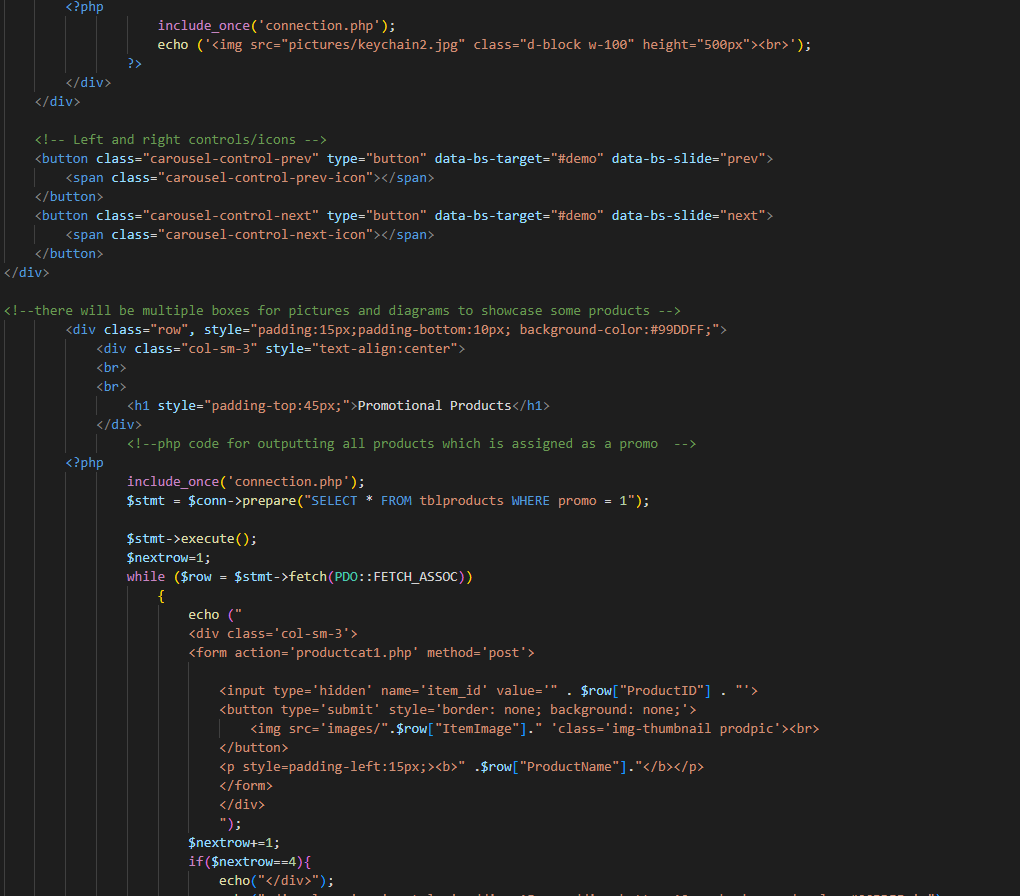 <?php
include_once('connection.php');
echo ('<img src="pictures/keychain2.jpg" class="d-block w-100" height="500px"><br>');
?>
</div>
</div>
<!-- Left and right controls/icons -->
<button class="carousel-control-prev" type="button" data-bs-target="#demo" data-bs-slide="prev">
<span class="carousel-control-prev-icon"></span>
</button>
<button class="carousel-control-next" type="button" data-bs-target="#demo" data-bs-slide="next">
<span class="carousel-control-next-icon"></span>
</button>
</div>
<!--there will be multiple boxes for pictures and diagrams to showcase some products -->
<div class="row", style="padding:15px;padding-bottom:10px; background-color:#99DDFF;">
<div class="col-sm-3" style="text-align:center">
<br>
<br>
<h1 style="padding-top:45px;">Promotional Products</h1>
</div>
<!--php code for outputting all products which is assigned as a promo  -->
<?php
include_once('connection.php');
$stmt = $conn->prepare("SELECT * FROM tblproducts WHERE promo = 1");
$stmt->execute();
$nextrow=1;
while ($row = $stmt->fetch(PDO::FETCH_ASSOC))
{
echo ("
<div class='col-sm-3'>
<form action='productcat1.php' method='post'>
<input type='hidden' name='item_id' value='" . $row["ProductID"] . "'>
<button type='submit' style='border: none; background: none;'>
<img src='images/".$row["ItemImage"]." 'class='img-thumbnail prodpic'><br>
</button>
<p style=padding-left:15px;><b>" .$row["ProductName"]."</b></p>
</form>
</div>
");
$nextrow+=1;
if($nextrow==4){
echo("</div>");